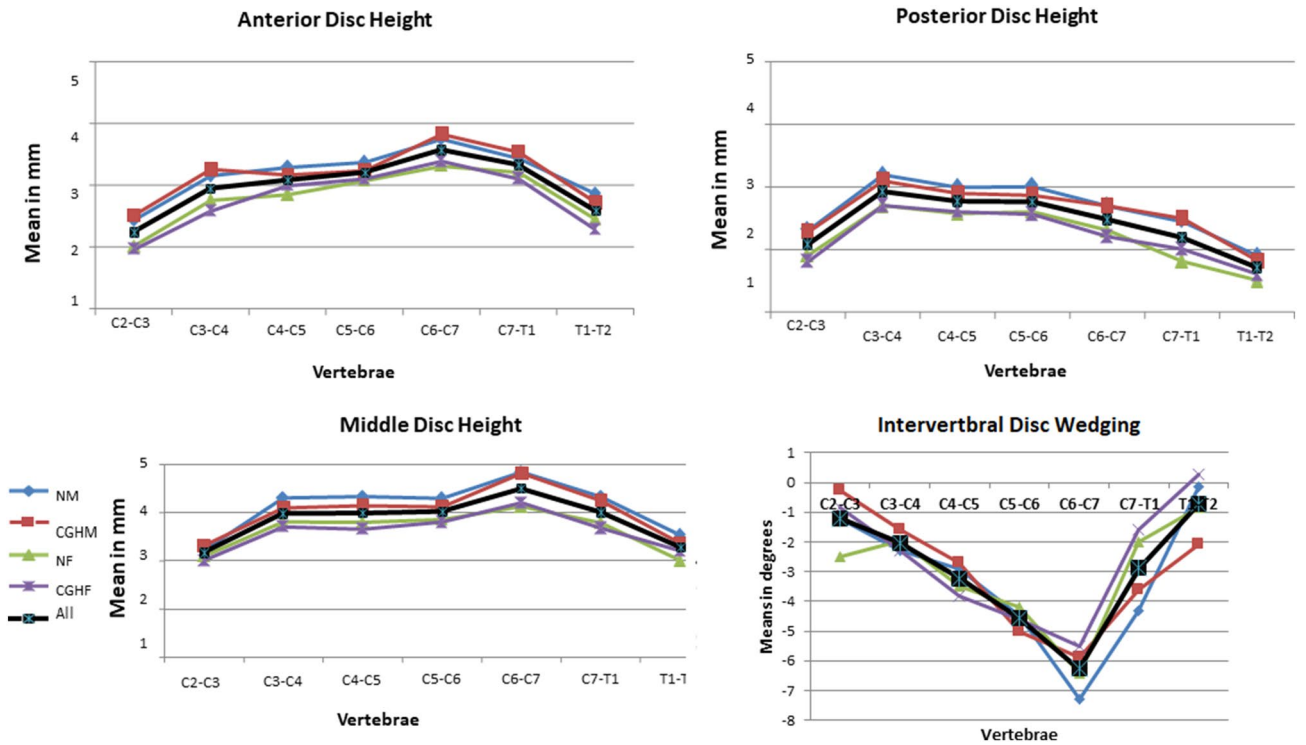 Anterior Disc Height
5
4
3
2
1
Mean in mm
C2-C3 C3-C4 C4-C5 C5-C6 C6-C7 C7-T1 T1-T2
Vertebrae
Posterior Disc Height
5
4
3
2
1
Mean in mm
C2-C3 C3-C4 C4-C5 C5-C6 C6-C7 C7-T1 T1-T2
Vertebrae
NM
CGHM
NF
CGHF
All
Middle Disc Height
5
4
3
2
1
Mean in mm
C2-C3 C3-C4 C4-C5 C5-C6 C6-C7 C7-T1 T1-T
Vertebrae
Intervertbral Disc Wedging
1
0
-1
-2
-3
-4
-5
-6
-7
-8
Means in degrees
C2-C3 C3-C4 C4-C5 C5-C6 C6-C7 C7-T1 T1-T2
Vertebrae